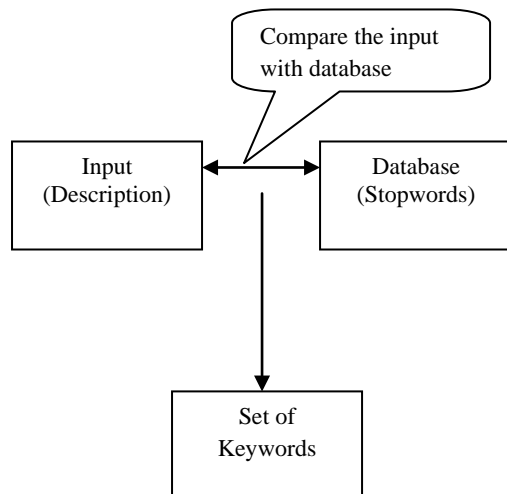 Compare the input
with database
Input
(Description)
Database
(Stopwords)
Set of
Keywords